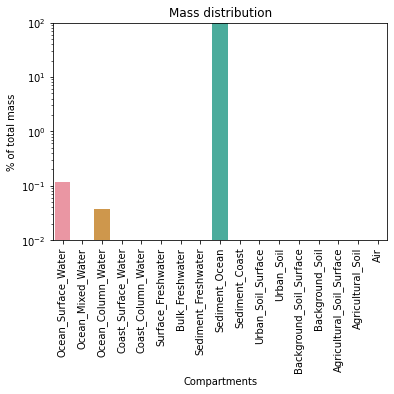 Mass distribution
% of total mass
10²
10¹
10⁰
10⁻¹
10⁻²
Ocean_Surface_Water
Ocean_Mixed_Water
Ocean_Column_Water
Coast_Surface_Water
Coast_Column_Water
Surface_Freshwater
Bulk_Freshwater
Sediment_Freshwater
Sediment_Ocean
Sediment_Coast
Urban_Soil_Surface
Urban_Soil
Background_Soil_Surface
Background_Soil
Agricultural_Soil_Surface
Agricultural_Soil
Air
Compartments